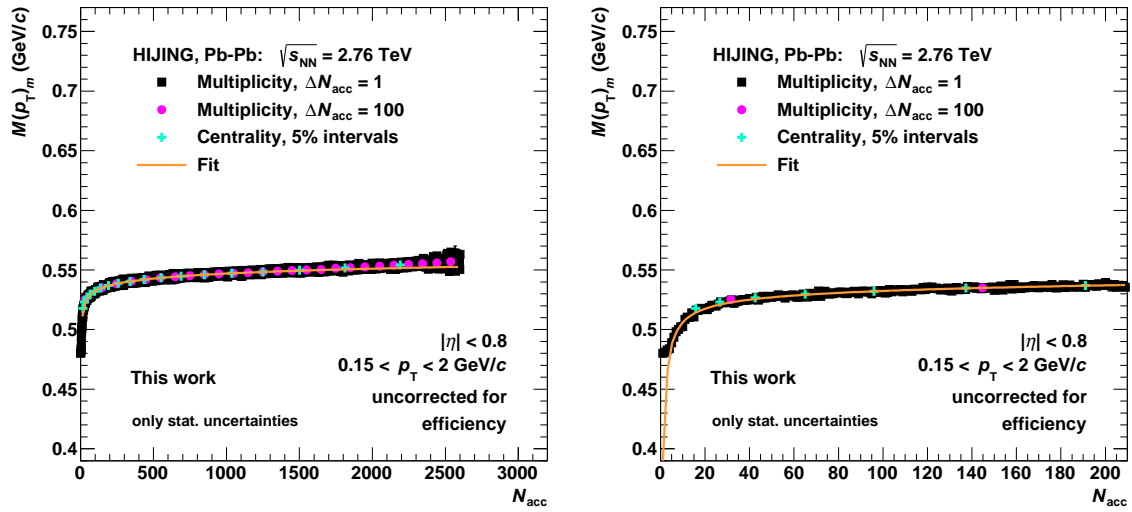 M(p_T)_m (GeV/c)
0.75
0.7
0.65
0.6
0.55
0.5
0.45
0.4
HIJING, Pb-Pb: √s_NN = 2.76 TeV
Multiplicity, ΔN_acc = 1
Multiplicity, ΔN_acc = 100
Centrality, 5% intervals
Fit
|η| < 0.8
0.15 < p_T < 2 GeV/c
This work
uncorrected for
only stat. uncertainties
efficiency
0 500 1000 1500 2000 2500 3000
N_acc
M(p_T)_m (GeV/c)
0.75
0.7
0.65
0.6
0.55
0.5
0.45
0.4
HIJING, Pb-Pb: √s_NN = 2.76 TeV
Multiplicity, ΔN_acc = 1
Multiplicity, ΔN_acc = 100
Centrality, 5% intervals
Fit
|η| < 0.8
0.15 < p_T < 2 GeV/c
This work
uncorrected for
only stat. uncertainties
efficiency
0 20 40 60 80 100 120 140 160 180 200
N_acc